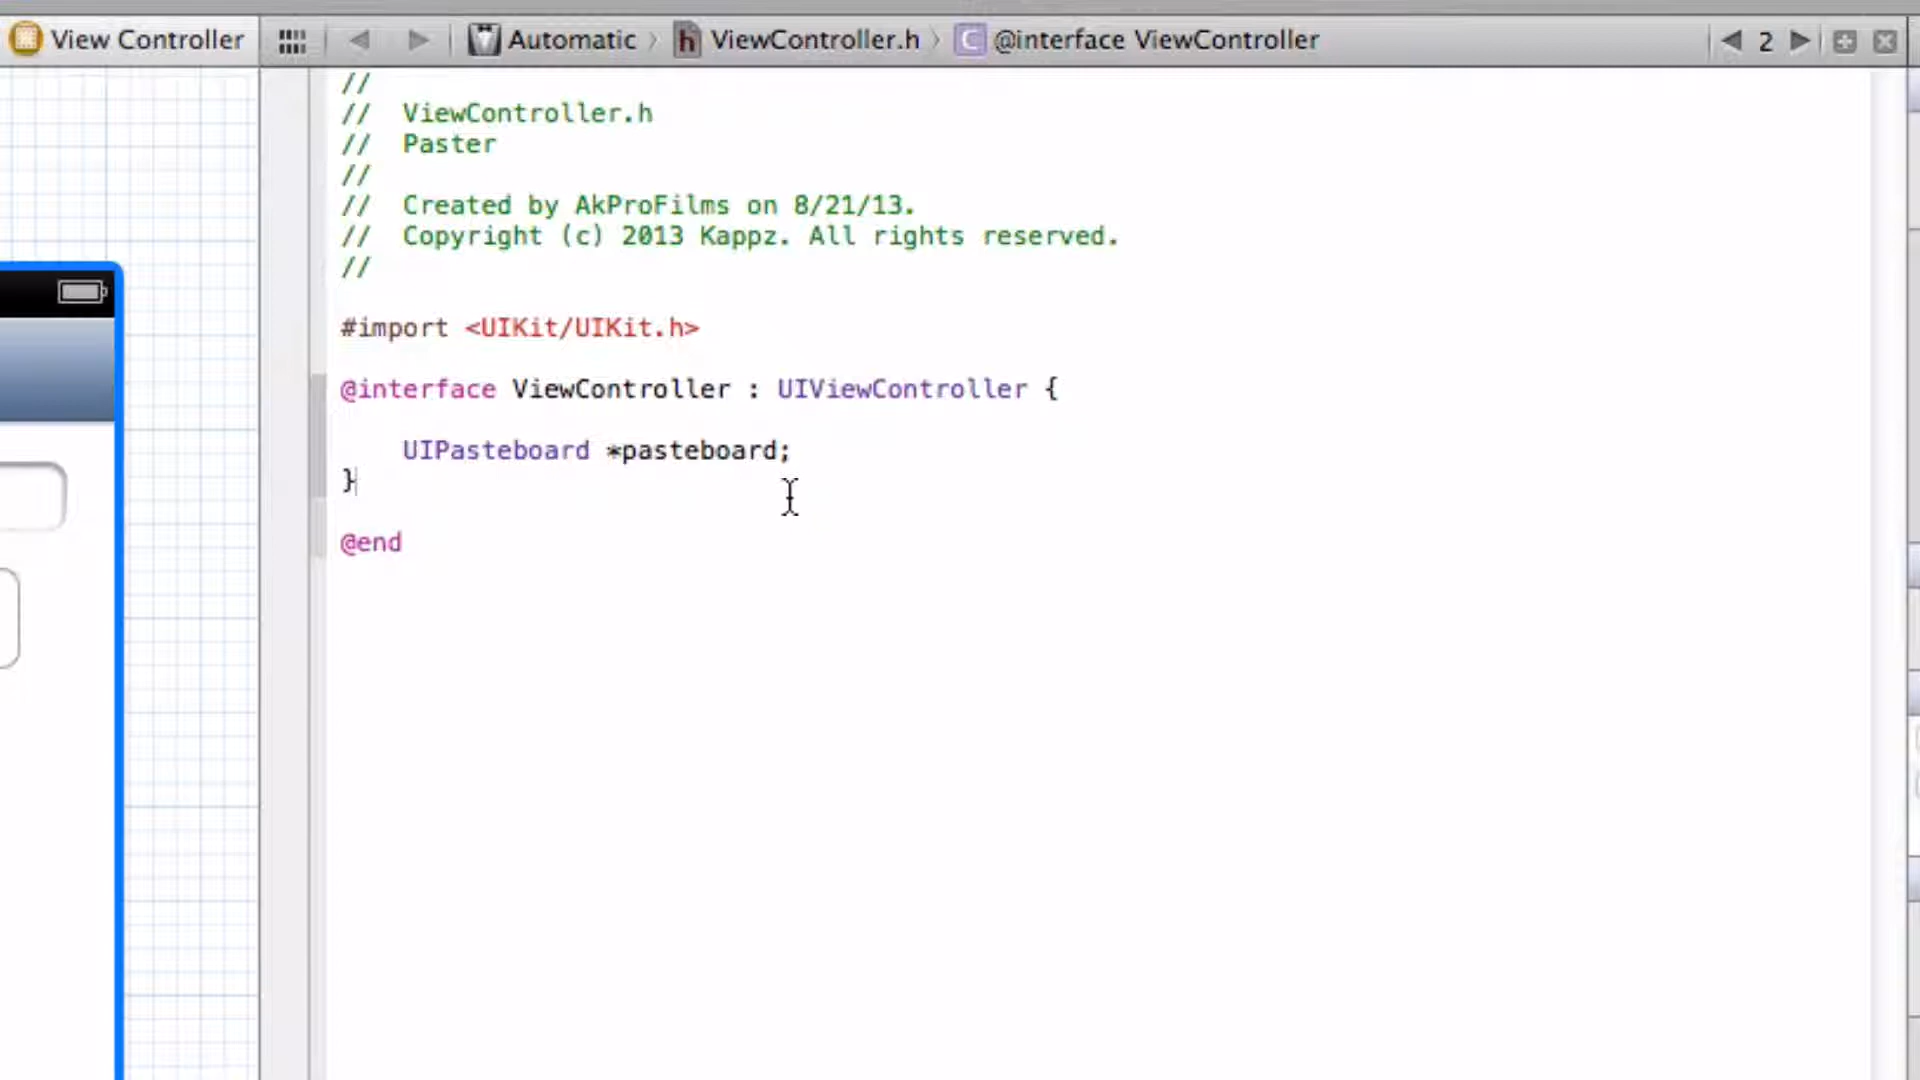 View Controller Automatic ViewController.h @interface ViewController 2
//
// ViewController.h
// Paster
//
// Created by AkProFilms on 8/21/13.
// Copyright (c) 2013 Kappz. All rights reserved.
//
#import <UIKit/UIKit.h>
@interface ViewController : UIViewController {
UIPasteboard *pasteboard;
}
@end